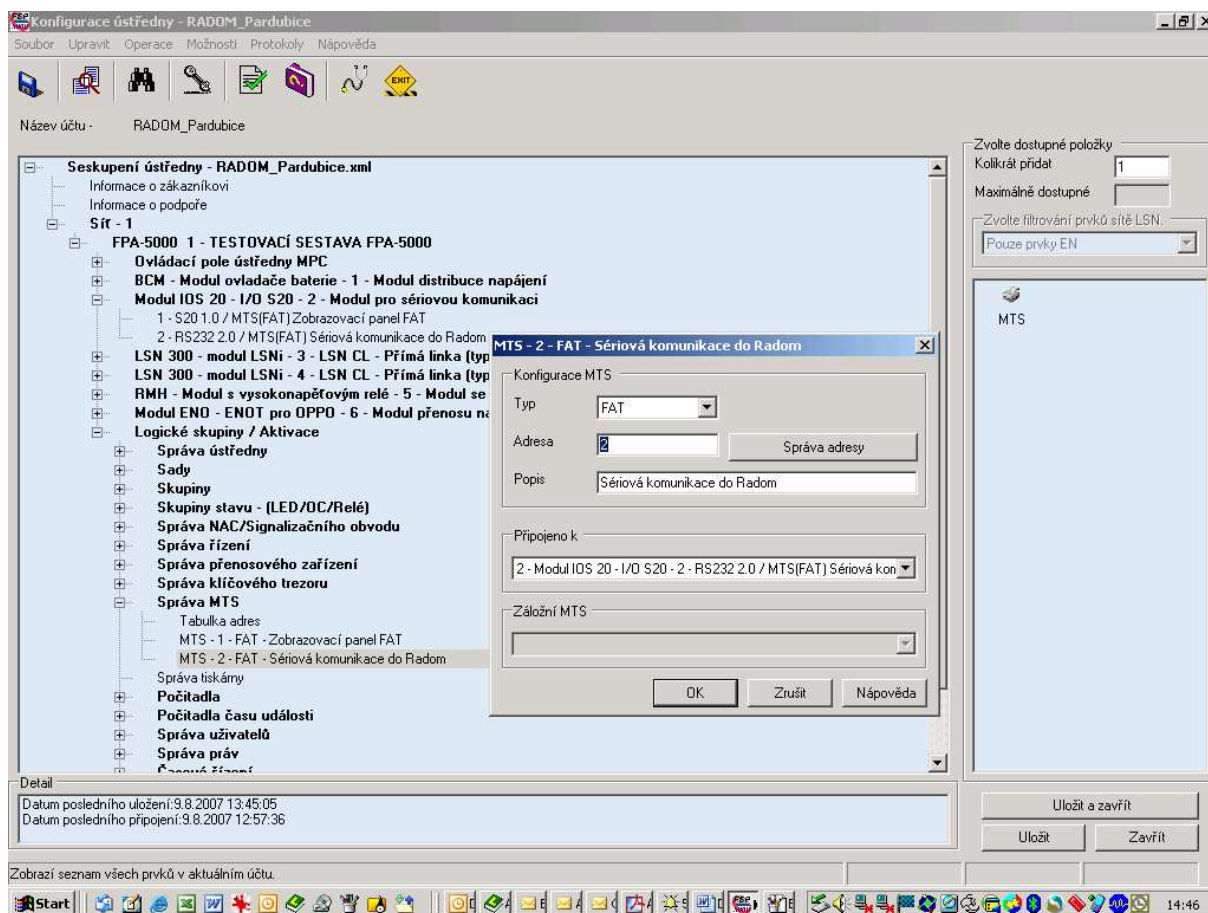 Konfigurace ústředny - RADOM_Pardubice
Soubor Upravit Operace Možnosti Protokoly Nápověda
EXIT
Název účtu - RADOM_Pardubice
Seskupení ústředny - RADOM_Pardubice.xml
Informace o zákazníkovi
Informace o podpoře
Síť - 1
FPA-5000 1 - TESTOVACÍ SESTAVA FPA-5000
Ovládací pole ústředny MPC
BCM - Modul ovladače baterie - 1 - Modul distribuce napájení
Modul IOS 20 - I/O S20 - 2 - Modul pro sériovou komunikaci
1 - S20 1.0 / MTS(FAT) Zobrazovací panel FAT
2 - RS232 2.0 / MTS(FAT) Sériová komunikace do Radom
LSN 300 - modul LSNi - 3 - LSN CL - Přímá linka (typ
LSN 300 - modul LSNi - 4 - LSN CL - Přímá linka (typ
RMH - Modul s vysokonapěťovým relé - 5 - Modul se
Modul ENO - ENOT pro OPPO - 6 - Modul přenosu na
Logické skupiny / Aktivace
Správa ústředny
Sady
Skupiny
Skupiny stavu - (LED/OC/Relé)
Správa NAC/Signalizačního obvodu
Správa řízení
Správa přenosového zařízení
Správa klíčového trezoru
Správa MTS
Tabulka adres
MTS - 1 - FAT - Zobrazovací panel FAT
MTS - 2 - FAT - Sériová komunikace do Radom
Správa tiskárny
Počitadla
Počitadla času událostí
Správa uživatelů
Správa práv
Časové řízení
MTS - 2 - FAT - Sériová komunikace do Radom
Konfigurace MTS
Typ FAT
Adresa 2 Správa adresy
Popis Sériová komunikace do Radom
Připojeno k
2 - Modul IOS 20 - I/O S20 - 2 - RS232 2.0 / MTS(FAT) Sériová kon
Záložní MTS
OK Zrušit Nápověda
Zvolte dostupné položky
Kolikrát přidat 1
Maximálně dostupné
Zvolte filtrování prvků sítě LSN.
Pouze prvky EN
MTS
Detail
Datum posledního uložení:9.8.2007 13:45:05
Datum posledního připojení:9.8.2007 12:57:36
Uložit a zavřít
Uložit Zavřít
Zobrazí seznam všech prvků v aktuálním účtu.
Start 14:46